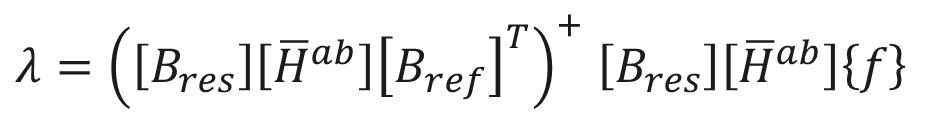 λ = ([B_res][H̅^ab][B_ref]^T)^+ [B_res][H̅^ab]{f}